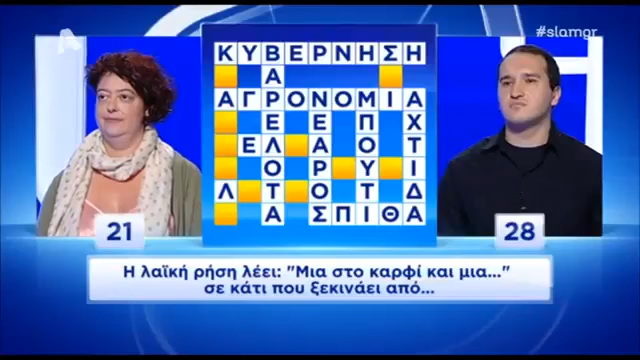 #slamgr
ΚΥΒΕΡΝΗΣΗ
Α
ΑΓΡΟΝΟΜΙΑ
Ε Ε Π Χ
ΕΛ Α Ο Τ
Ο Ρ Υ Ι
Λ Τ Ο Τ Δ
Α ΣΠΙΘΑ
21
28
Η λαϊκή ρήση λέει: "Μια στο καρφί και μια..."
σε κάτι που ξεκινάει από...